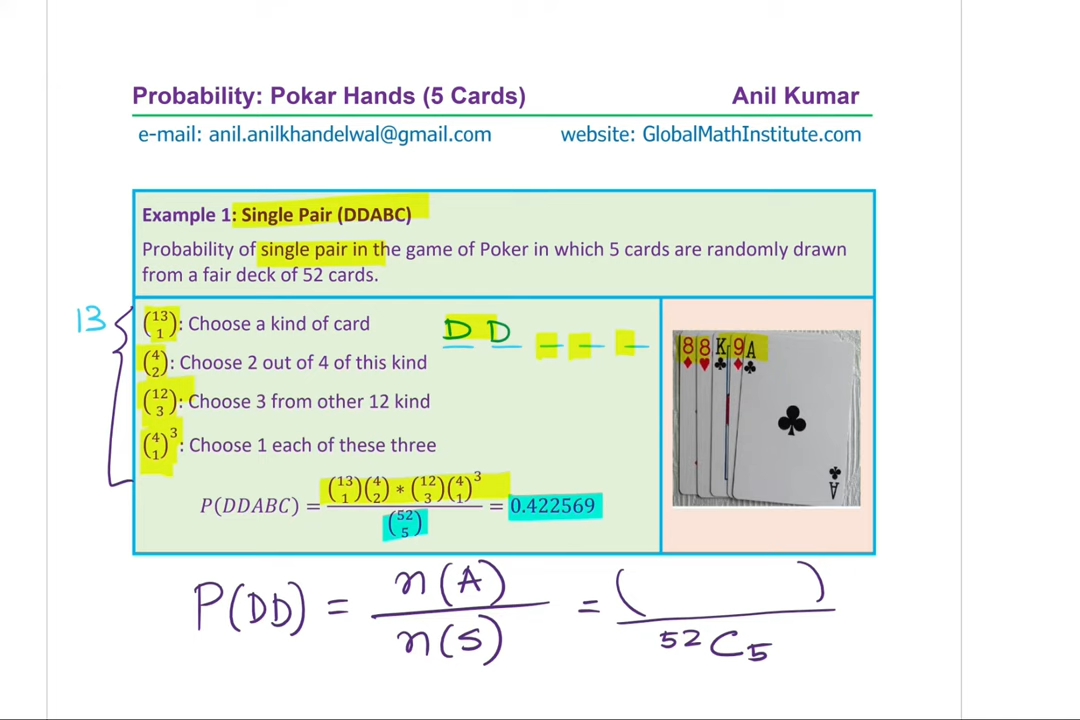 Probability: Pokar Hands (5 Cards) Anil Kumar
e-mail: anil.anilkhandelwal@gmail.com website: GlobalMathInstitute.com
Example 1: Single Pair (DDABC)
Probability of single pair in the game of Poker in which 5 cards are randomly drawn
from a fair deck of 52 cards.
13
(13 1): Choose a kind of card
D D _ _ _
(4 2): Choose 2 out of 4 of this kind
(12 3): Choose 3 from other 12 kind
(4 1)^3: Choose 1 each of these three
P(DDABC) = (13 1)(4 2) * (12 3)(4 1)^3 / (52 5) = 0.422569
8 8 K 9 A
A
P(DD) = n(A) / n(S) = ( ) / 52C5